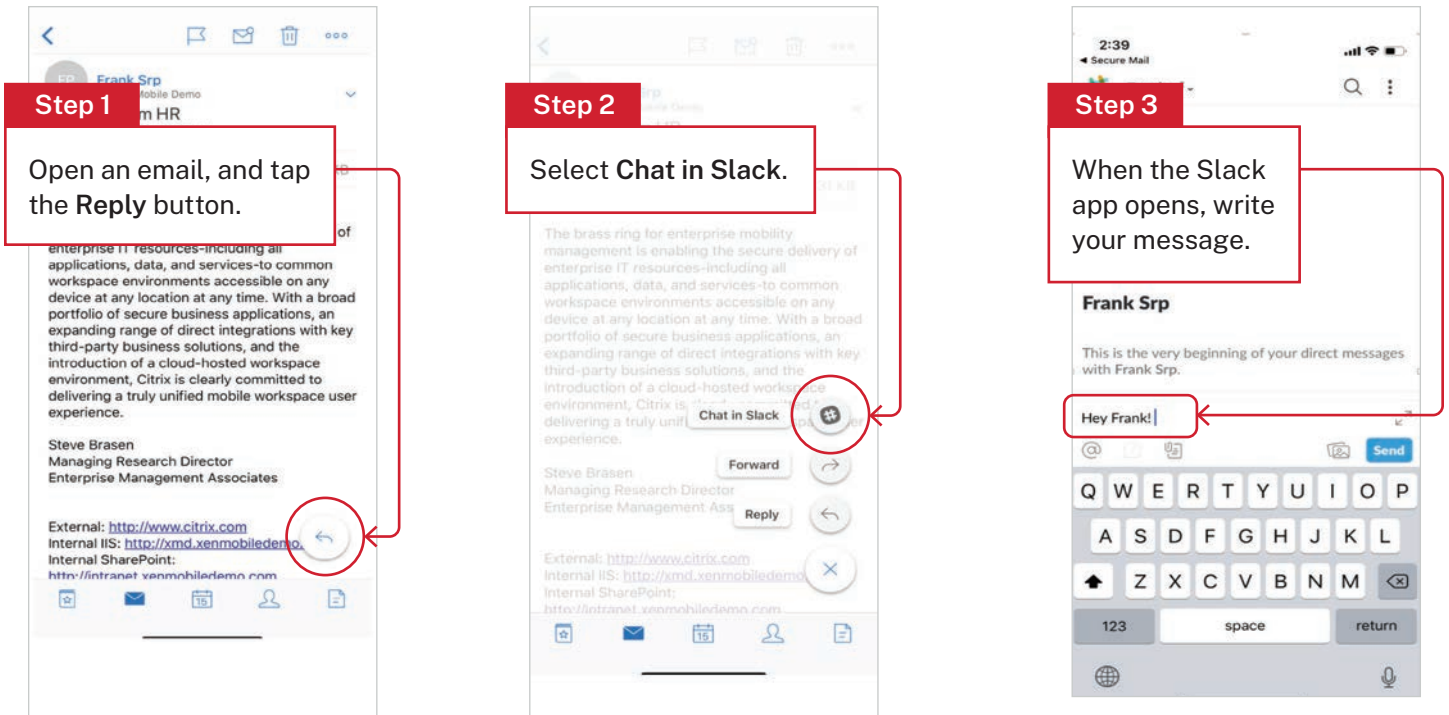 Frank Srp
Mobile Demo
m HR
Step 1
Open an email, and tap
the Reply button.
KB
of
enterprise IT resources-including all
applications, data, and services-to common
workspace environments accessible on any
device at any location at any time. With a broad
portfolio of secure business applications, an
expanding range of direct integrations with key
third-party business solutions, and the
introduction of a cloud-hosted workspace
environment, Citrix is clearly committed to
delivering a truly unified mobile workspace user
experience.
Steve Brasen
Managing Research Director
Enterprise Management Associates
External: http://www.citrix.com
Internal IIS: http://xmd.xenmobiledemo.
Internal SharePoint:
http://intranet.xenmobiledemo.com
15
Step 2
Select Chat in Slack.
KB
The brass ring for enterprise mobility
management is enabling the secure delivery of
enterprise IT resources-including all
applications, data, and services-to common
workspace environments accessible on any
device at any location at any time. With a broad
portfolio of secure business applications, an
expanding range of direct integrations with key
third-party business solutions, and the
introduction of a cloud-hosted workspace
environment, Citrix is
delivering a truly unif
experience.
Chat in Slack
Steve Brasen
Forward
Managing Research Director
Enterprise Management Ass
Reply
External: http://www.citrix.com
Internal IIS: http://xmd.xenmobiledemo
Internal SharePoint:
http://intranet.xenmobiledemo.com
15
2:39
Secure Mail
Step 3
When the Slack
app opens, write
your message.
Frank Srp
This is the very beginning of your direct messages
with Frank Srp.
Hey Frank!
@
Send
Q W E R T Y U I O P
A S D F G H J K L
Z X C V B N M
123 space return